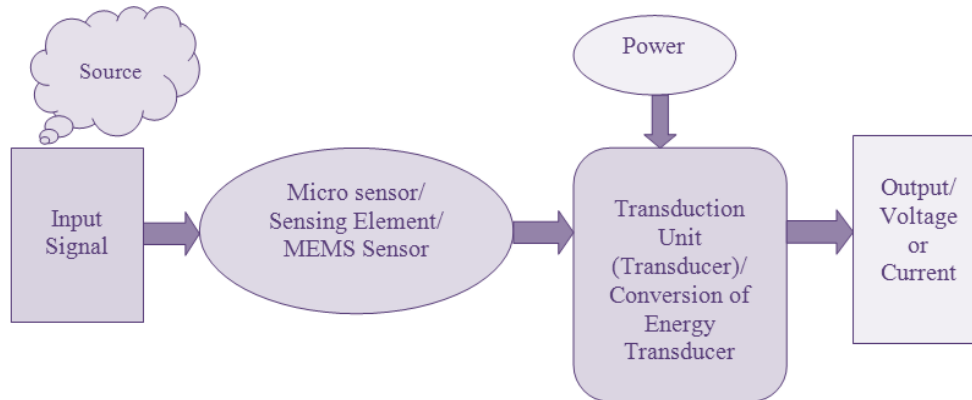 Source
Input
Signal
Micro sensor/
Sensing Element/
MEMS Sensor
Power
Transduction
Unit
(Transducer)/
Conversion of
Energy
Transducer
Output/
Voltage
or
Current